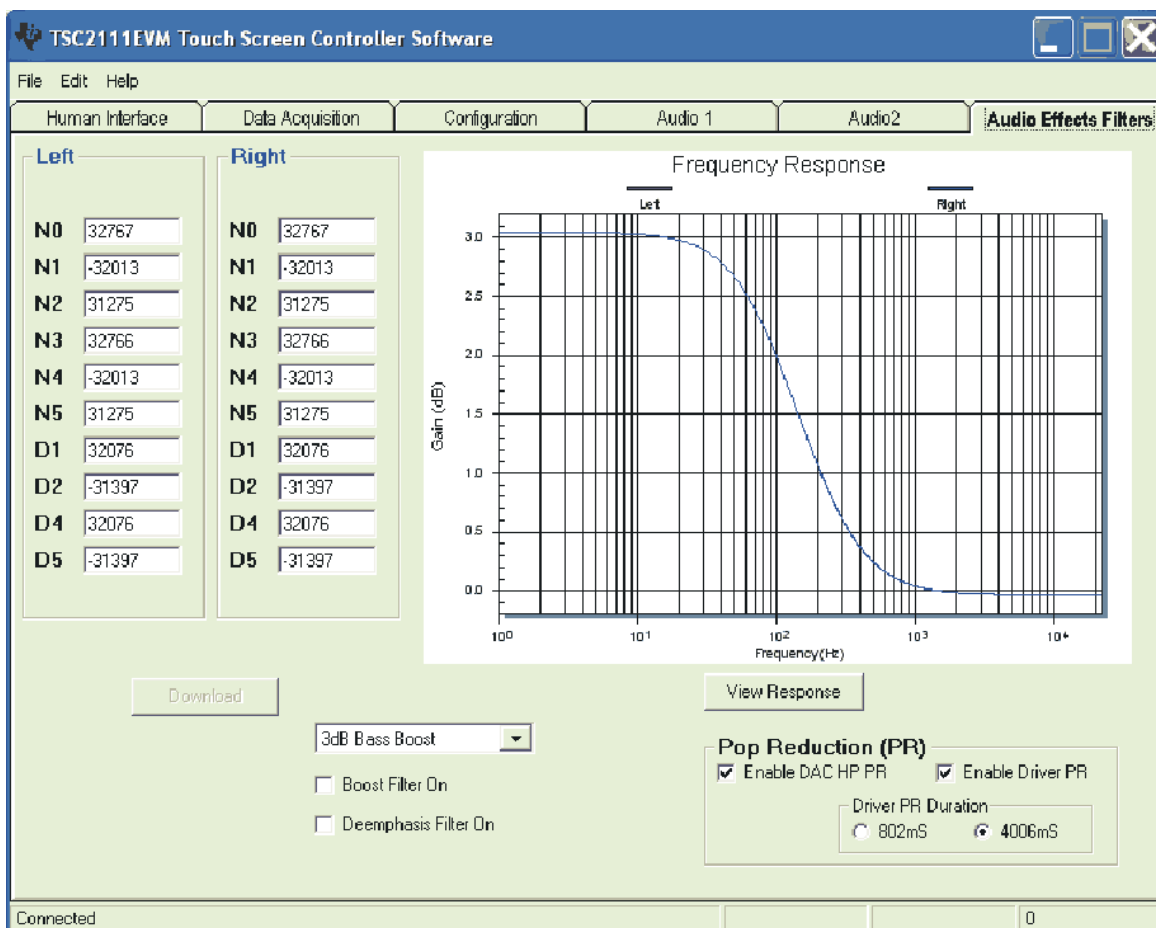 TSC2111EVM Touch Screen Controller Software
File Edit Help
Human Interface Data Acquisition Configuration Audio 1 Audio2 Audio Effects Filters
Left
N0 32767
N1 -32013
N2 31275
N3 32766
N4 -32013
N5 31275
D1 32076
D2 -31397
D4 32076
D5 -31397
Right
N0 32767
N1 -32013
N2 31275
N3 32766
N4 -32013
N5 31275
D1 32076
D2 -31397
D4 32076
D5 -31397
Frequency Response
Left Right
Gain (dB)
3.0
2.5
2.0
1.5
1.0
0.5
0.0
10⁰ 10¹ 10² 10³ 10⁴
Frequency(Hz)
Download
View Response
3dB Bass Boost
Boost Filter On
Deemphasis Filter On
Pop Reduction (PR)
Enable DAC HP PR Enable Driver PR
Driver PR Duration
802mS 4006mS
Connected 0